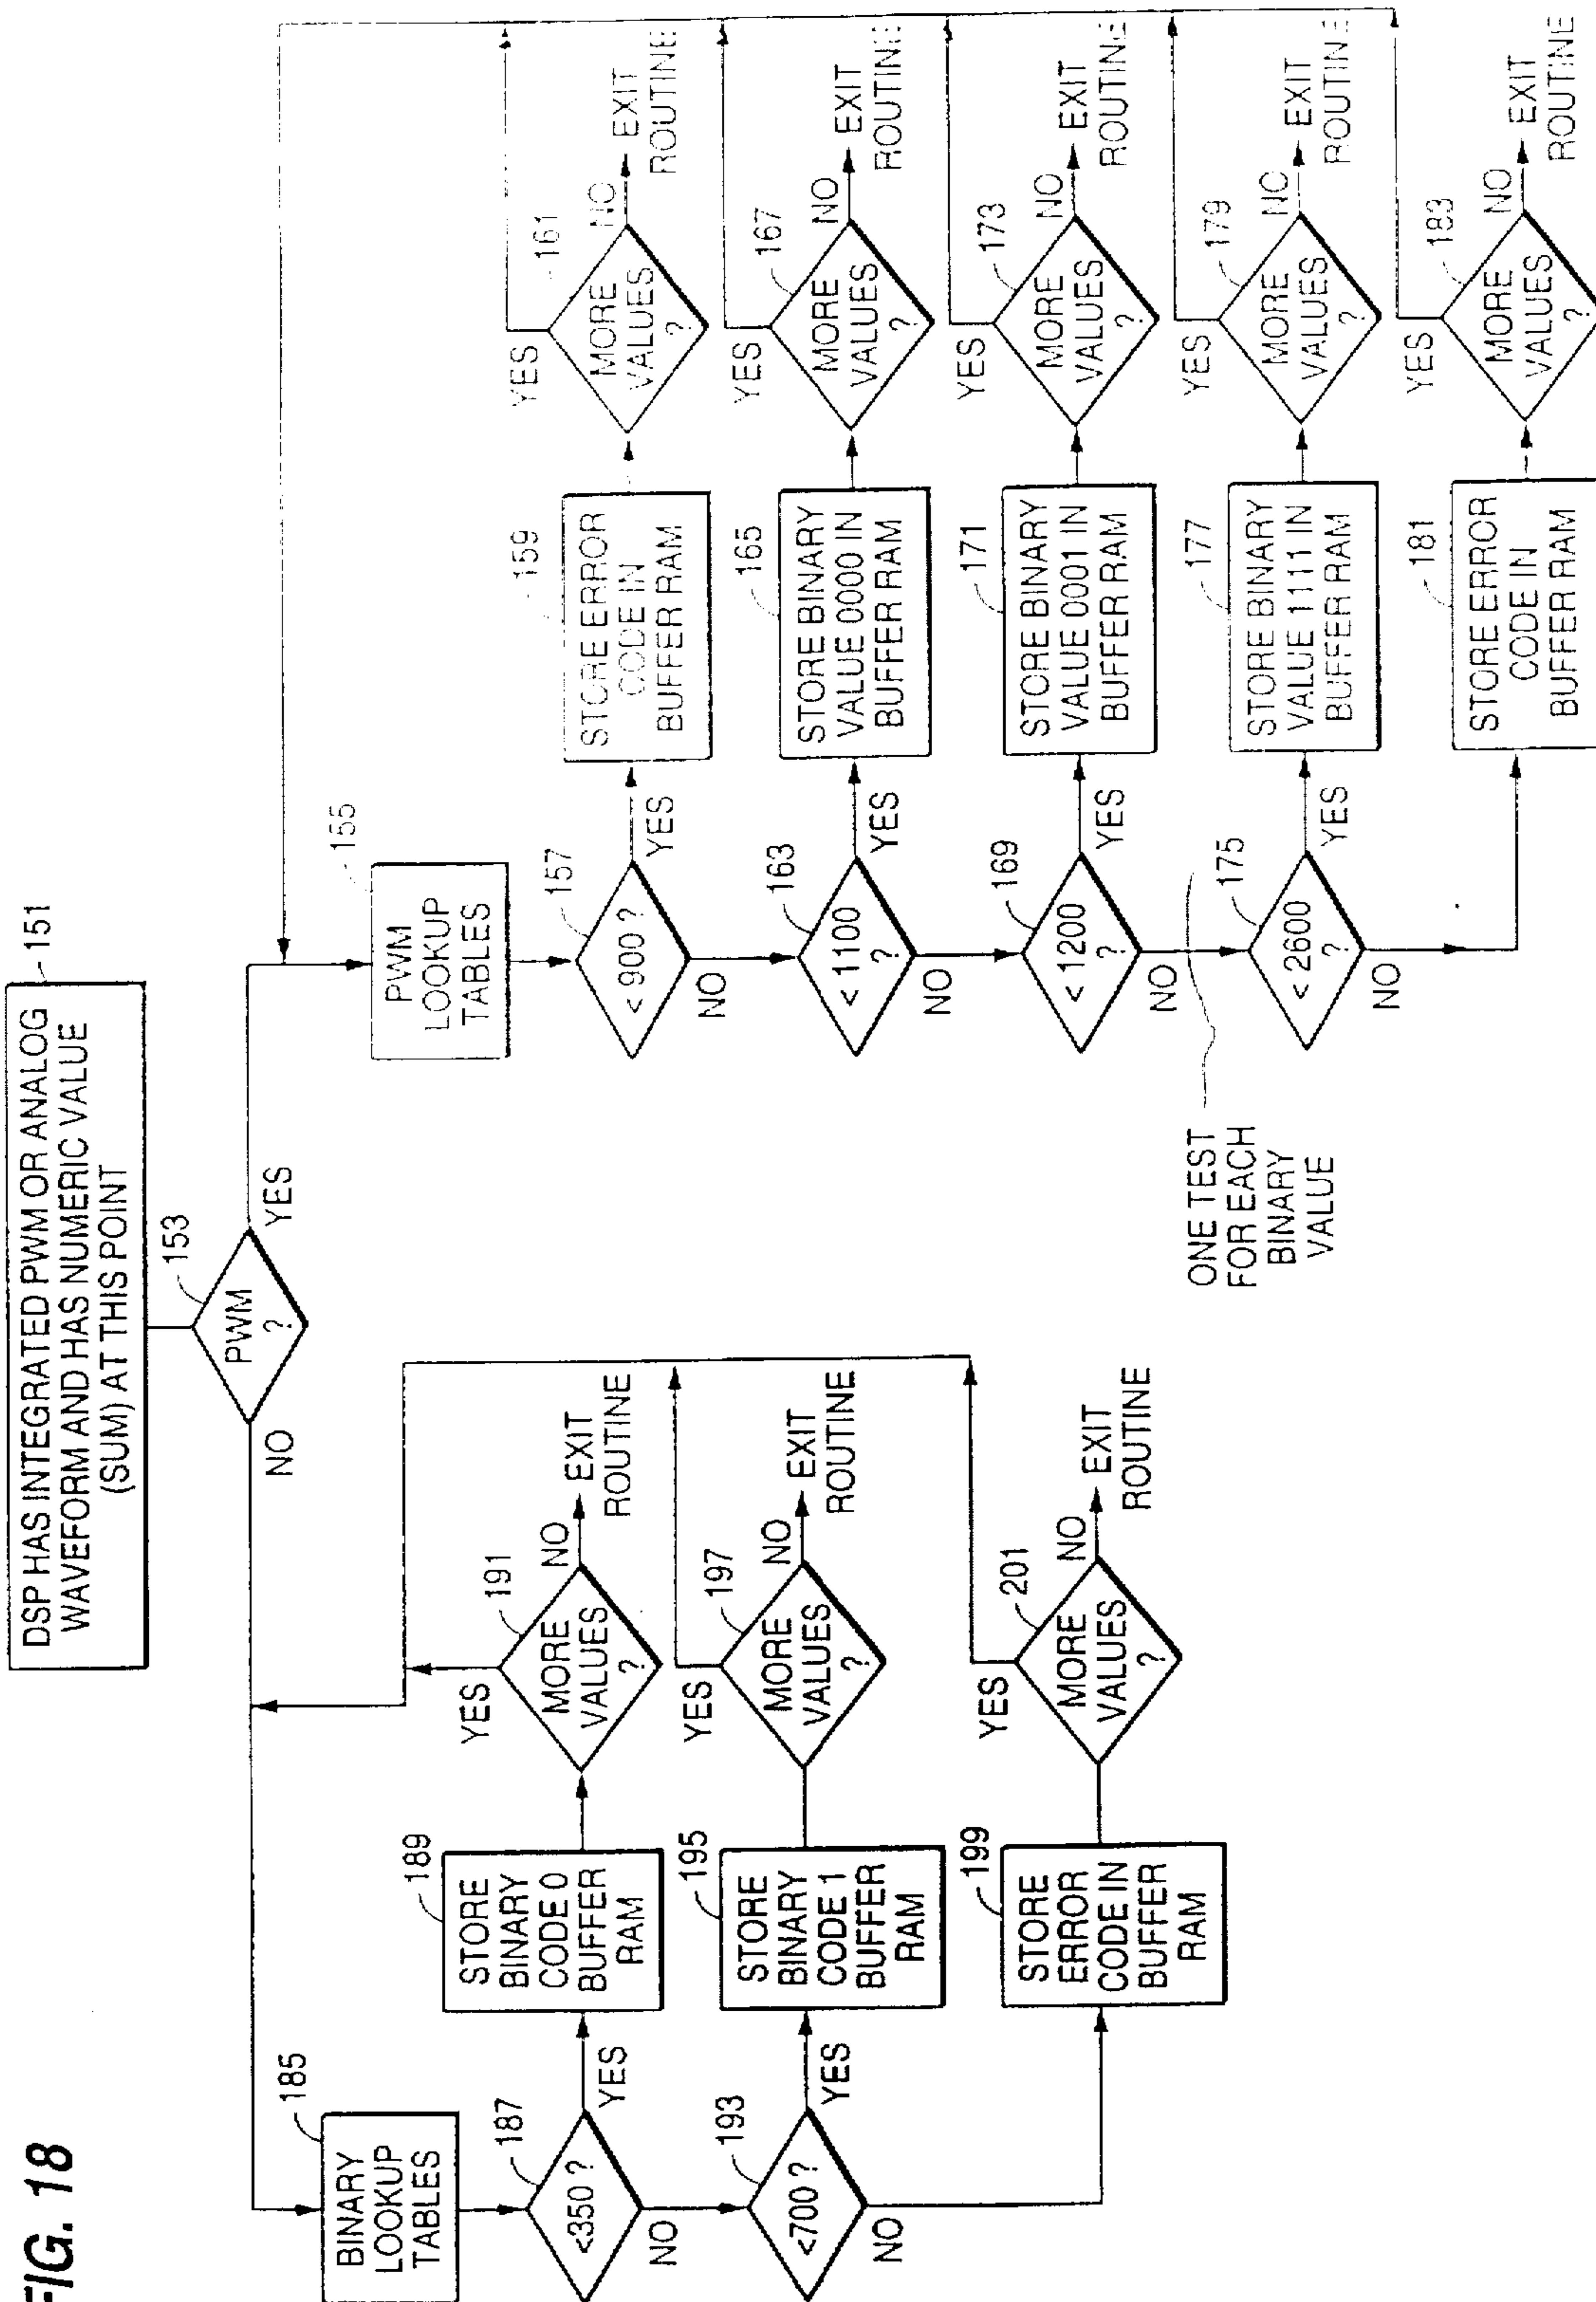 FIG. 18
DSP HAS INTEGRATED PWM OR ANALOG
WAVEFORM AND HAS NUMERIC VALUE
(SUM) AT THIS POINT
151
PWM
?
153
NO
YES
BINARY
LOOKUP
TABLES
185
<350 ?
187
YES
NO
STORE
BINARY
CODE 0
BUFFER
RAM
189
MORE
VALUES
?
191
YES
NO
EXIT
ROUTINE
<700 ?
193
YES
NO
STORE
BINARY
CODE 1
BUFFER
RAM
195
MORE
VALUES
?
197
YES
NO
EXIT
ROUTINE
STORE
ERROR
CODE IN
BUFFER
RAM
199
MORE
VALUES
?
201
YES
NO
EXIT
ROUTINE
PWM
LOOKUP
TABLES
155
< 900 ?
157
YES
NO
STORE ERROR
CODE IN
BUFFER RAM
159
MORE
VALUES
?
161
YES
NO
EXIT
ROUTINE
< 1100
?
163
YES
NO
STORE BINARY
VALUE 0000 IN
BUFFER RAM
165
MORE
VALUES
?
167
YES
NO
EXIT
ROUTINE
< 1200
?
169
YES
NO
STORE BINARY
VALUE 0001 IN
BUFFER RAM
171
MORE
VALUES
?
173
YES
NO
EXIT
ROUTINE
ONE TEST
FOR EACH
BINARY
VALUE
< 2600
?
175
YES
NO
STORE BINARY
VALUE 1111 IN
BUFFER RAM
177
MORE
VALUES
?
179
YES
NO
EXIT
ROUTINE
STORE ERROR
CODE IN
BUFFER RAM
181
MORE
VALUES
?
183
YES
NO
EXIT
ROUTINE